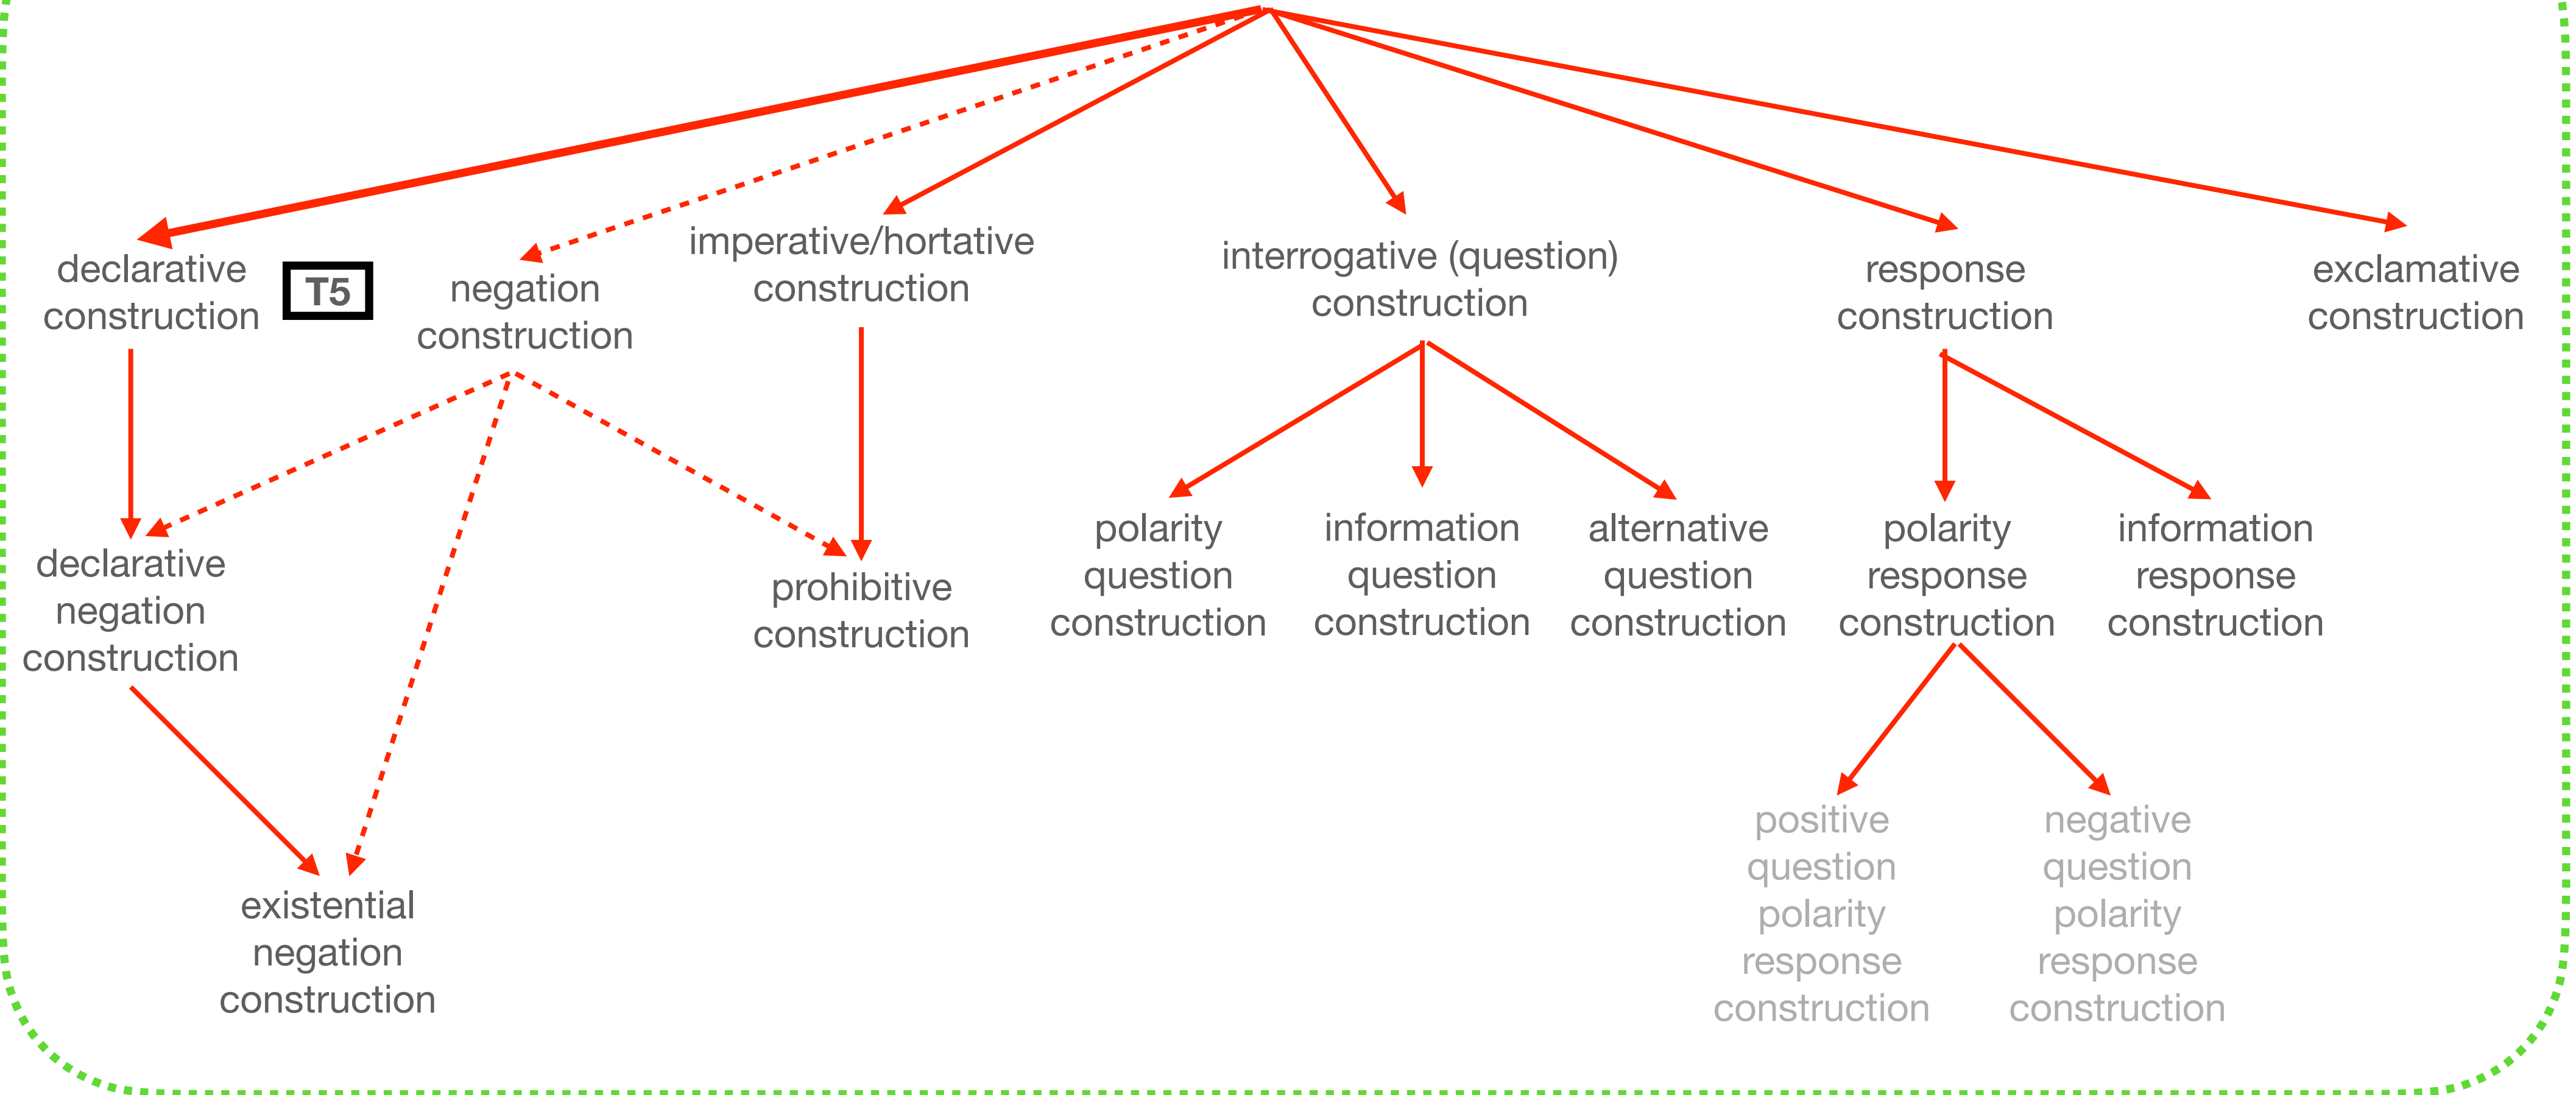 declarative
construction
T5
negation
construction
imperative/hortative
construction
interrogative (question)
construction
response
construction
exclamative
construction
declarative
negation
construction
prohibitive
construction
polarity
question
construction
information
question
construction
alternative
question
construction
polarity
response
construction
information
response
construction
existential
negation
construction
positive
question
polarity
response
construction
negative
question
polarity
response
construction